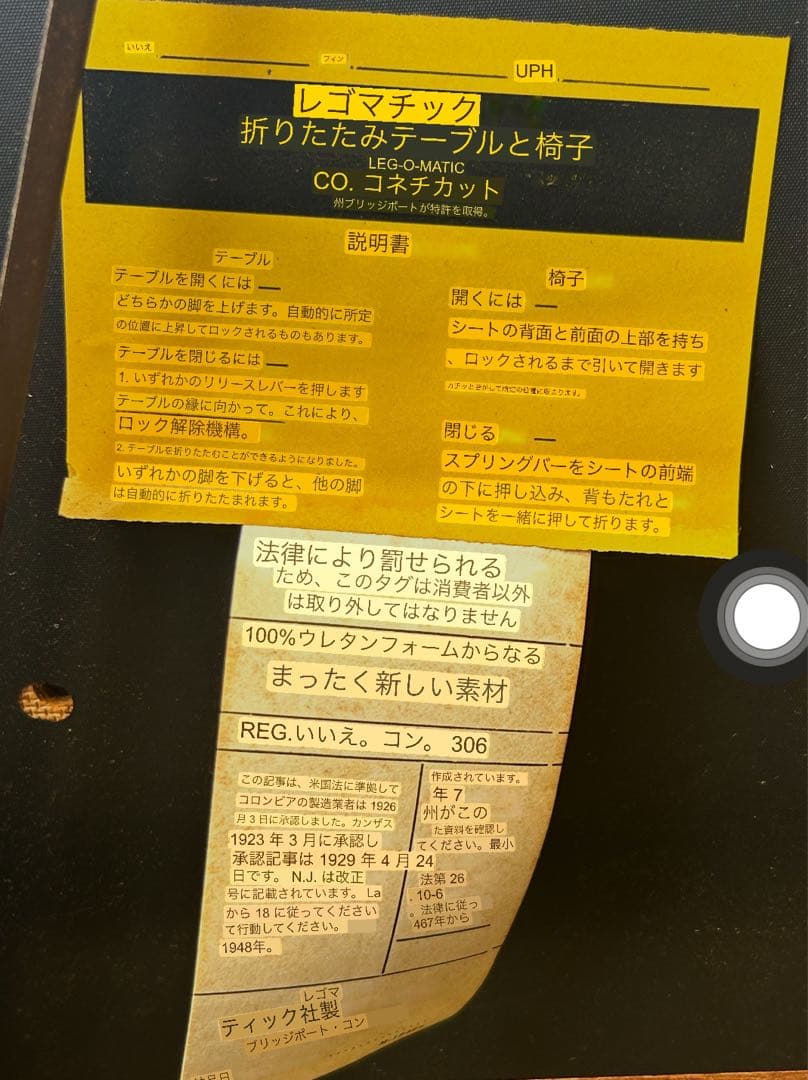 いいえ
フィン
UPH
レゴマチック
折りたたみテーブルと椅子
LEG-O-MATIC
CO. コネチカット
州ブリッジポートが特許を取得。
説明書
テーブル
テーブルを開くには
どちらかの脚を上げます。自動的に所定
の位置に上昇してロックされるものもあります。
テーブルを閉じるには
1. いずれかのリリースレバーを押します
テーブルの縁に向かって。これにより、
ロック解除機構。
2. テーブルを折りたたむことができるようになりました。
いずれかの脚を下げると、他の脚
は自動的に折りたたまれます。
椅子
開くには
シートの背面と前面の上部を持ち
、ロックされるまで引いて開きます
閉じる
スプリングバーをシートの前端
の下に押し込み、背もたれと
シートを一緒に押して折ります。
法律により罰せられる
ため、このタグは消費者以外
は取り外してはなりません
100%ウレタンフォームからなる
まったく新しい素材
REG.いいえ。コン。 306
この記事は、米国法に準拠して
コロンビアの製造業者は 1926
月 3 日に承認しました。カンザス
1923 年 3 月に承認し
承認記事は 1929 年 4 月 24
日です。 N.J. は改正
号に記載されています。 La
から 18 に従ってください
て行動してください。
1948年。
作成されています。
年 7
州がこの
た資料を確認し
てください。最小
法第 26
. 10-6
。法律に従っ
467年から
レゴマ
ティック社製
ブリッジポート・コン